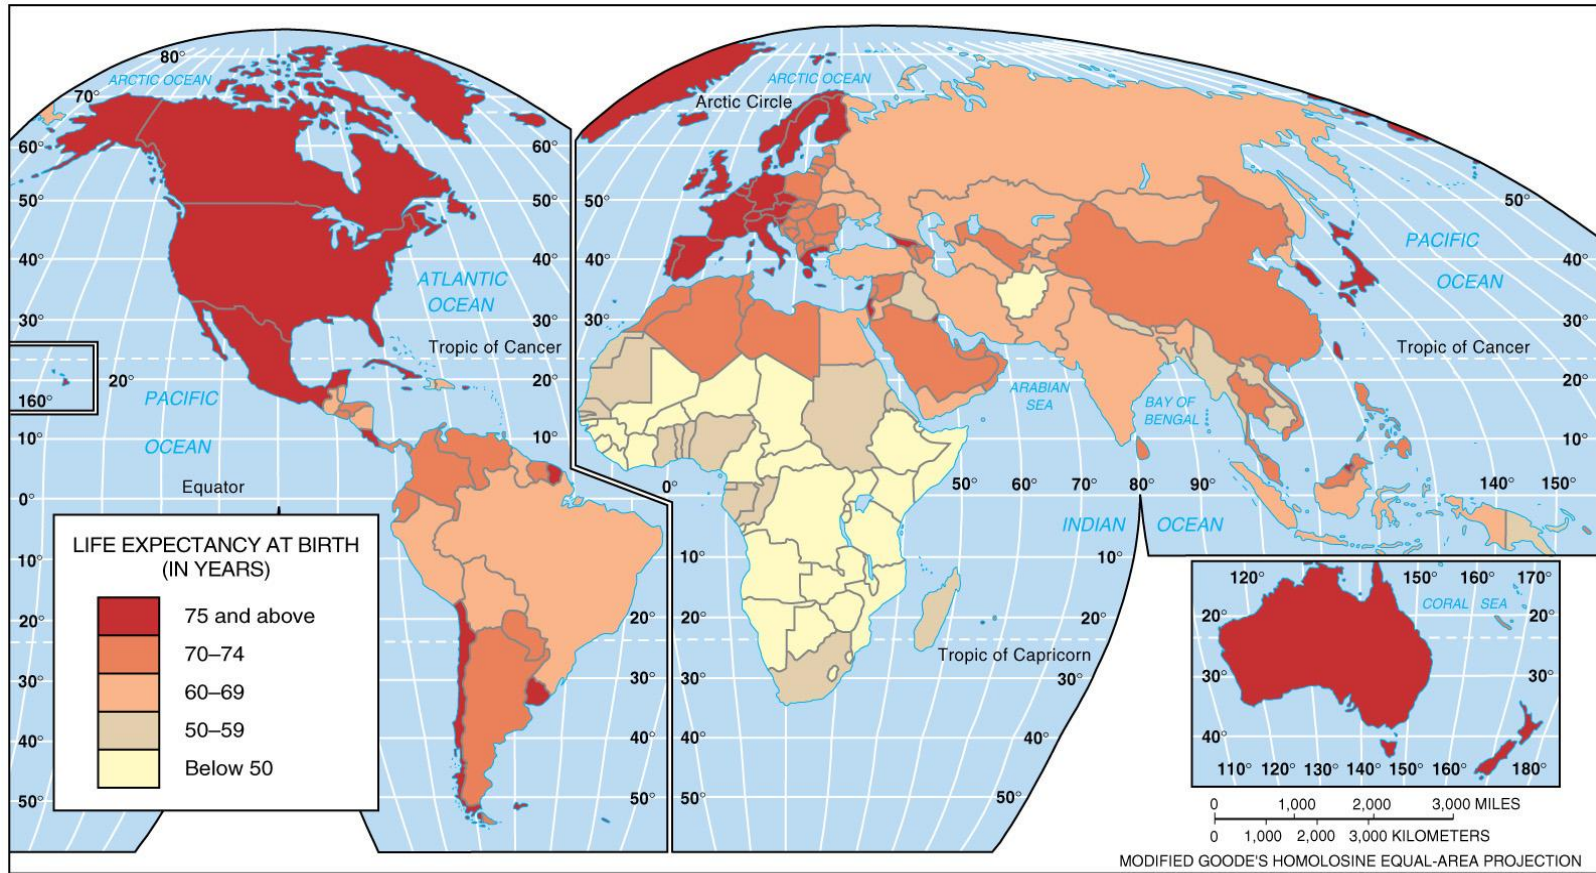 80°
ARCTIC OCEAN
70°
60°
60°
50°
50°
40°
40°
ATLANTIC
OCEAN
30°
30°
Tropic of Cancer
20°
20°
160°
PACIFIC
OCEAN
10°
10°
Equator
0°
10°
20°
20°
30°
30°
40°
40°
50°
50°
LIFE EXPECTANCY AT BIRTH
(IN YEARS)
75 and above
70–74
60–69
50–59
Below 50
ARCTIC OCEAN
Arctic Circle
50°
50°
40°
40°
30°
30°
PACIFIC
OCEAN
Tropic of Cancer
20°
10°
ARABIAN
SEA
BAY OF
BENGAL
0°
50°
60°
70°
80°
90°
140°
150°
INDIAN
OCEAN
10°
10°
20°
20°
Tropic of Capricorn
30°
30°
40°
40°
50°
50°
120°
150°
160°
170°
CORAL SEA
20°
20°
30°
30°
40°
110°
120°
130°
140°
150°
160°
180°
0
1,000
2,000
3,000 MILES
0
1,000
2,000
3,000 KILOMETERS
MODIFIED GOODE'S HOMOLOSINE EQUAL-AREA PROJECTION